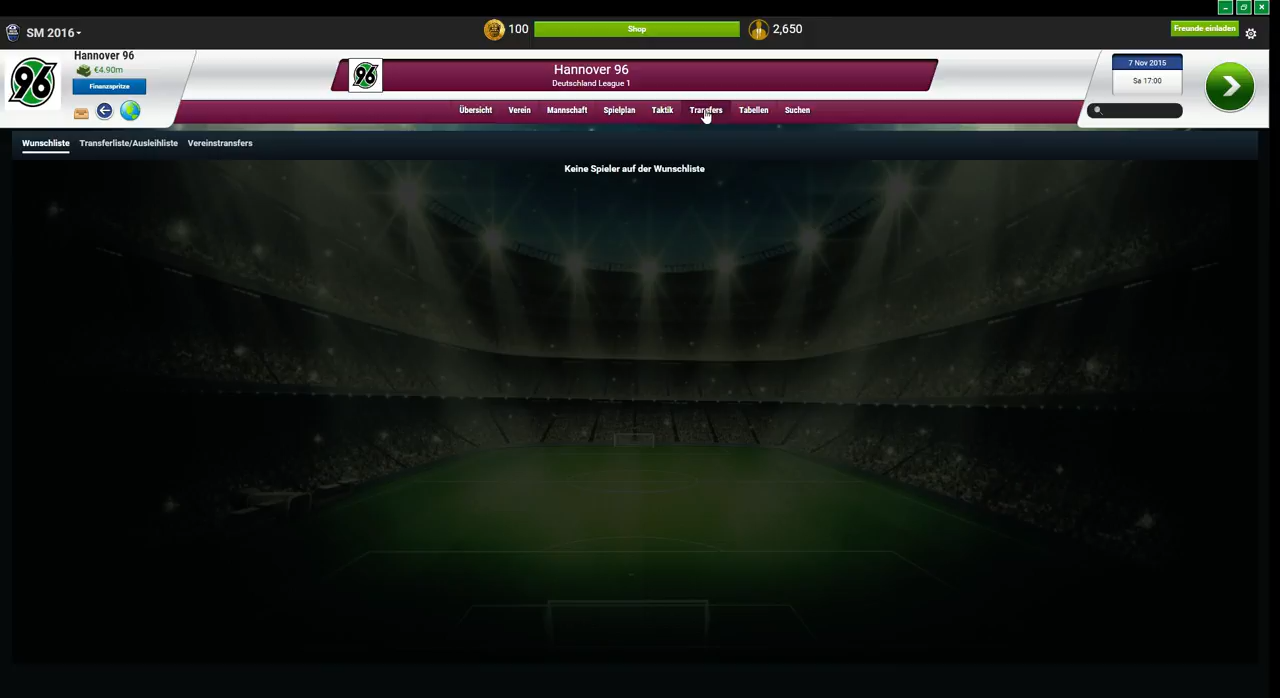 SM 2016
100
Shop
2,650
Freunde einladen
Hannover 96
€4.90m
Finanzspritze
96
96
Hannover 96
Deutschland League 1
7 Nov 2015
Sa 17:00
Übersicht Verein Mannschaft Spielplan Taktik Transfers Tabellen Suchen
Wunschliste Transferliste/Ausleihliste Vereinstransfers
Keine Spieler auf der Wunschliste